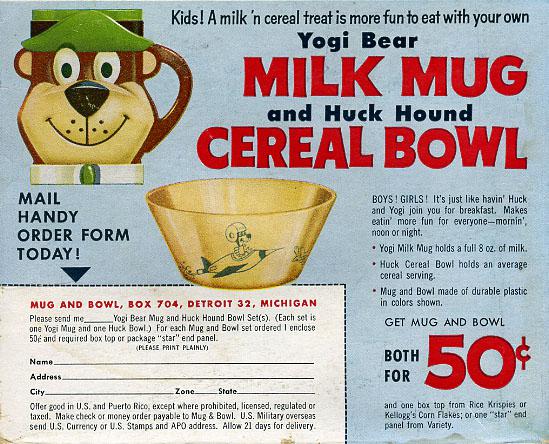 Kids! A milk 'n cereal treat is more fun to eat with your own
Yogi Bear
MILK MUG
and Huck Hound
CEREAL BOWL
MAIL
HANDY
ORDER FORM
TODAY!
BOYS! GIRLS! It's just like havin' Huck
and Yogi join you for breakfast. Makes
eatin' more fun for everyone—mornin',
noon or night.
• Yogi Milk Mug holds a full 8 oz. of milk.
• Huck Cereal Bowl holds an average
cereal serving.
• Mug and Bowl made of durable plastic
in colors shown.
GET MUG AND BOWL
BOTH
FOR 50¢
and one box top from Rice Krispies or
Kellogg's Corn Flakes; or one "star" end
panel from Variety.
MUG AND BOWL, BOX 704, DETROIT 32, MICHIGAN
Please send me______Yogi Bear Mug and Huck Hound Bowl Set(s). (Each set is
one Yogi Mug and one Huck Bowl.) For each Mug and Bowl set ordered I enclose
50¢ and required box top or package "star" end panel.
(PLEASE PRINT PLAINLY)
Name
Address
City Zone State
Offer good in U.S. and Puerto Rico, except where prohibited, licensed, regulated or
taxed. Make check or money order payable to Mug & Bowl. U.S. Military overseas
send U.S. Currency or U.S. Stamps and APO address. Allow 21 days for delivery.